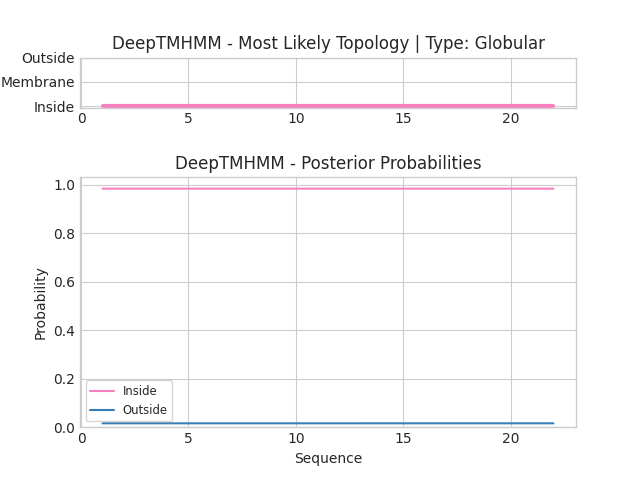 DeepTMHMM - Most Likely Topology | Type: Globular
Outside
Membrane
Inside
0 5 10 15 20
DeepTMHMM - Posterior Probabilities
1.0
0.8
0.6
0.4
0.2
0.0
Probability
Inside
Outside
0 5 10 15 20
Sequence